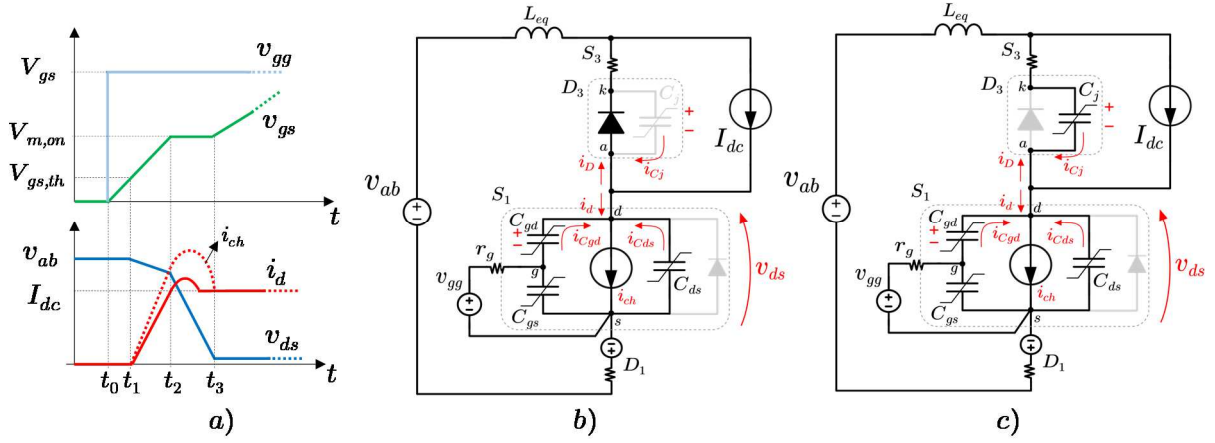 V_gs
v_gg
v_gs
V_m,on
V_gs,th
t
v_ab
i_ch
i_d
I_dc
v_ds
t_0 t_1 t_2 t_3
t
a)
L_eq
S_3
k
D_3
C_j
+
−
a
I_dc
i_D
i_Cj
v_ab
S_1
i_d
d
C_gd
+
−
i_Cgd
i_Cds
r_g
g
v_gg
C_gs
i_ch
C_ds
v_ds
s
D_1
b)
L_eq
S_3
k
D_3
C_j
+
−
a
I_dc
i_D
i_Cj
v_ab
S_1
i_d
d
C_gd
+
−
i_Cgd
i_Cds
r_g
g
v_gg
C_gs
i_ch
C_ds
v_ds
s
D_1
c)